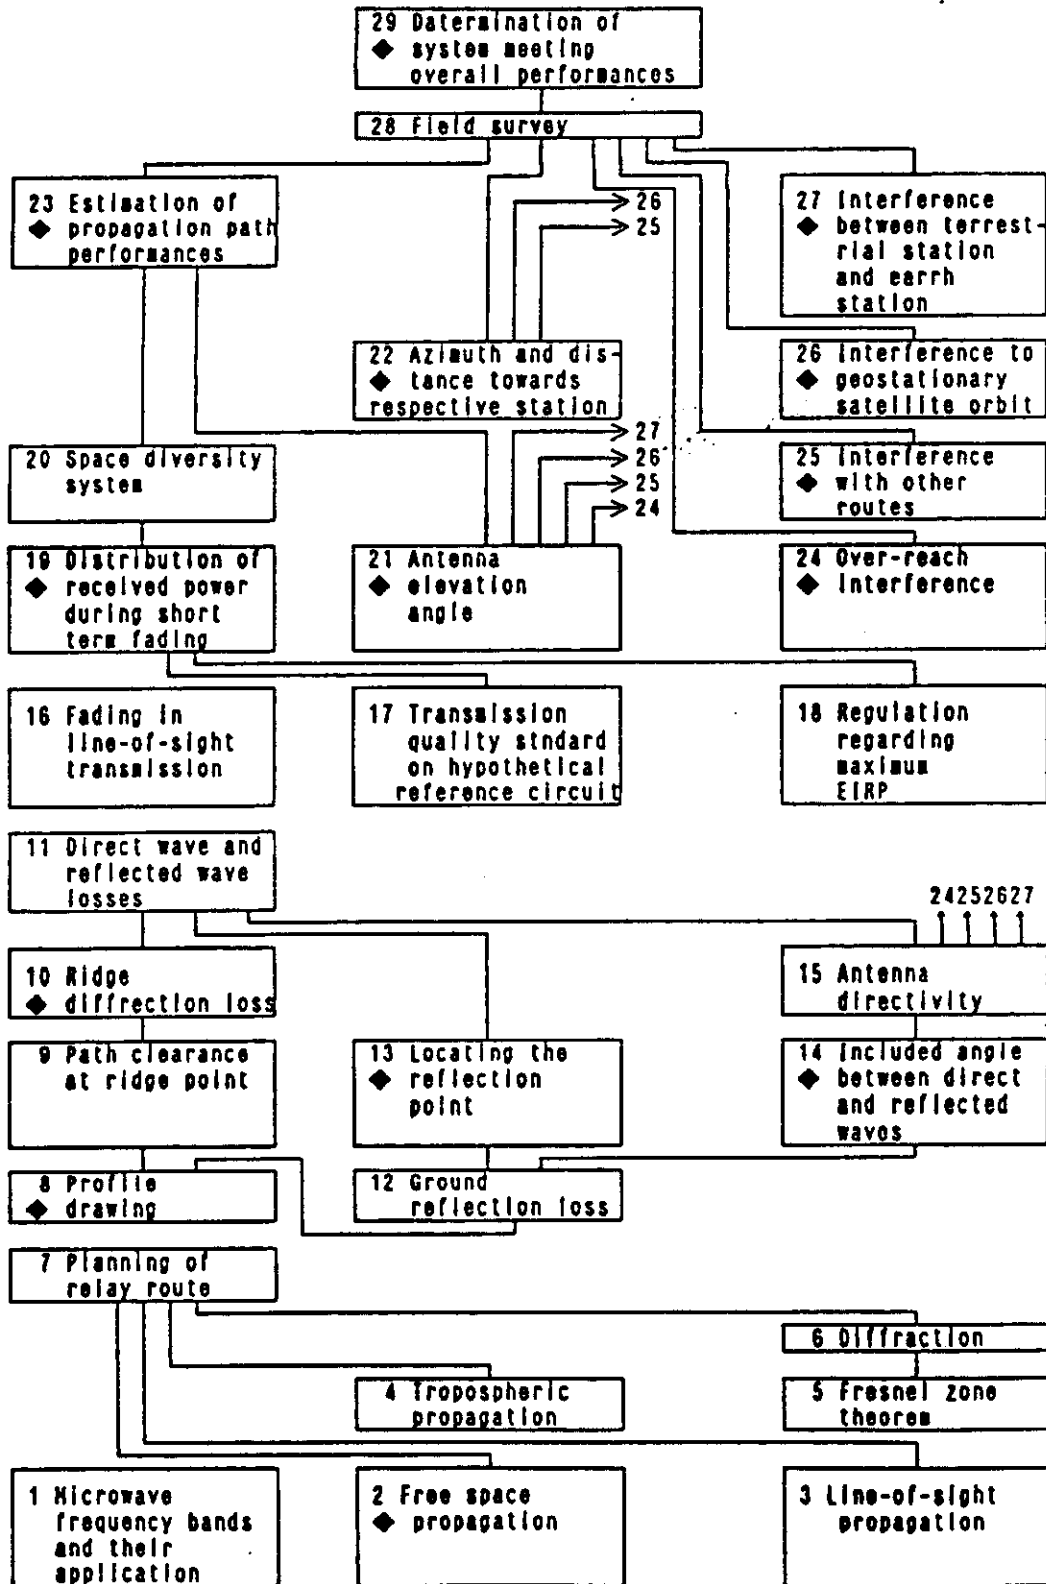 29 Datermination of
◆ system meeting
overall performances
28 Field survey
23 Estimation of
◆ propagation path
performances
26
25
27 Interference
◆ between terrest-
rial station
and earrh
station
22 Azimuth and dis-
◆ tance towards
respective station
26 Interference to
◆ geostationary
satellite orbit
27
26
25
24
20 Space diversity
system
25 Interference
◆ with other
routes
19 Distribution of
◆ received power
during short
term fading
21 Antenna
◆ elevation
angle
24 Over-reach
◆ Interference
16 Fading in
line-of-sight
transmission
17 Transmission
quality stndard
on hypothetical
reference circuit
18 Regulation
regarding
maximum
EIRP
11 Direct wave and
reflected wave
losses
24252627
10 Ridge
◆ diffraction loss
15 Antenna
directivity
9 Path clearance
at ridge point
13 Locating the
◆ reflection
point
14 Included angle
◆ between direct
and reflected
wavos
8 Profile
◆ drawing
12 Ground
reflection loss
7 Planning of
relay route
6 Diffraction
4 Tropospheric
propagation
5 Fresnel zone
theorem
1 Microwave
frequency bands
and their
application
2 Free space
◆ propagation
3 Line-of-sight
propagation